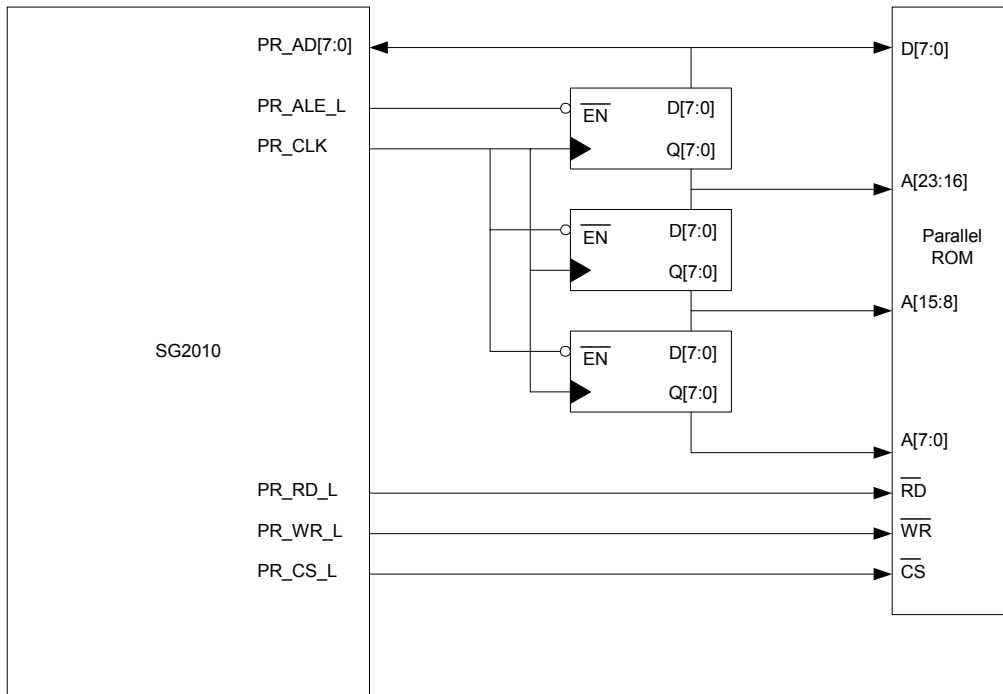 PR_AD[7:0]
D[7:0]
PR_ALE_L
EN
D[7:0]
PR_CLK
Q[7:0]
A[23:16]
EN
D[7:0]
Parallel
ROM
Q[7:0]
A[15:8]
SG2010
EN
D[7:0]
Q[7:0]
A[7:0]
PR_RD_L
RD
PR_WR_L
WR
PR_CS_L
CS